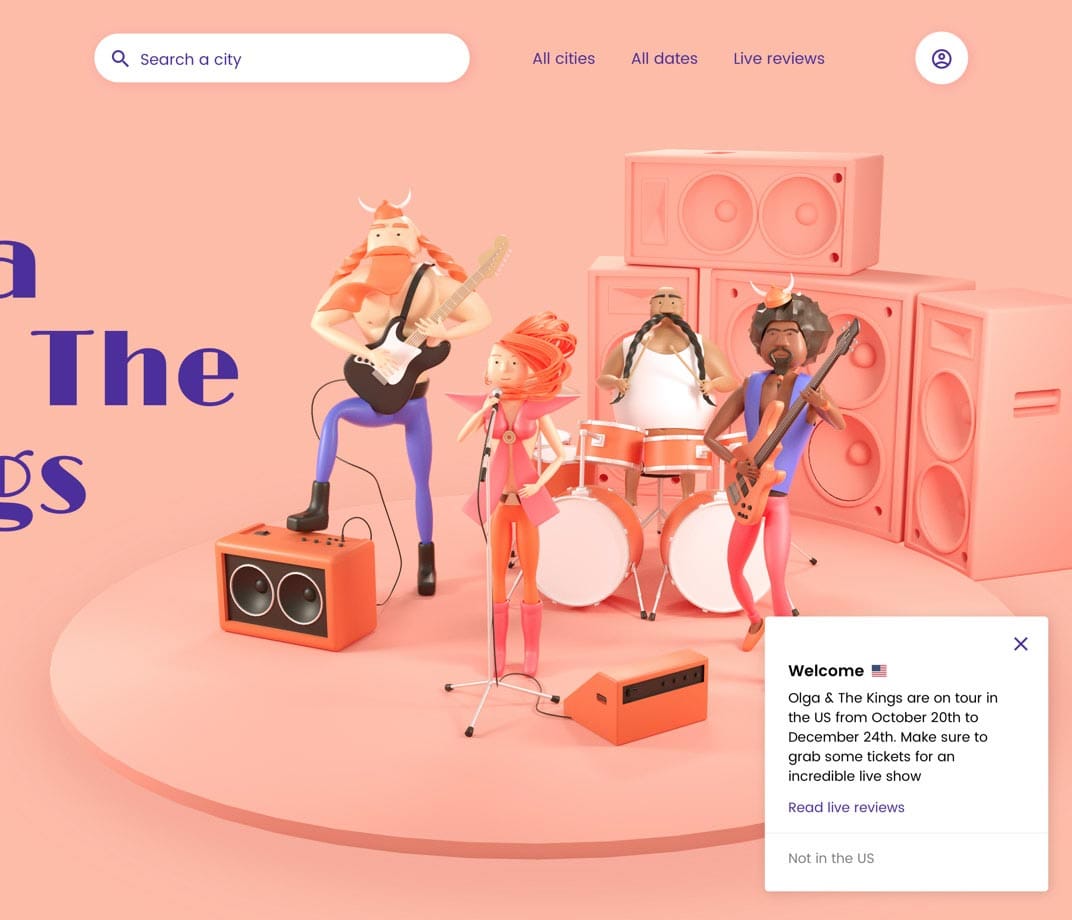 Search a city
All cities
All dates
Live reviews
a
The
gs
Welcome
Olga & The Kings are on tour in
the US from October 20th to
December 24th. Make sure to
grab some tickets for an
incredible live show
Read live reviews
Not in the US